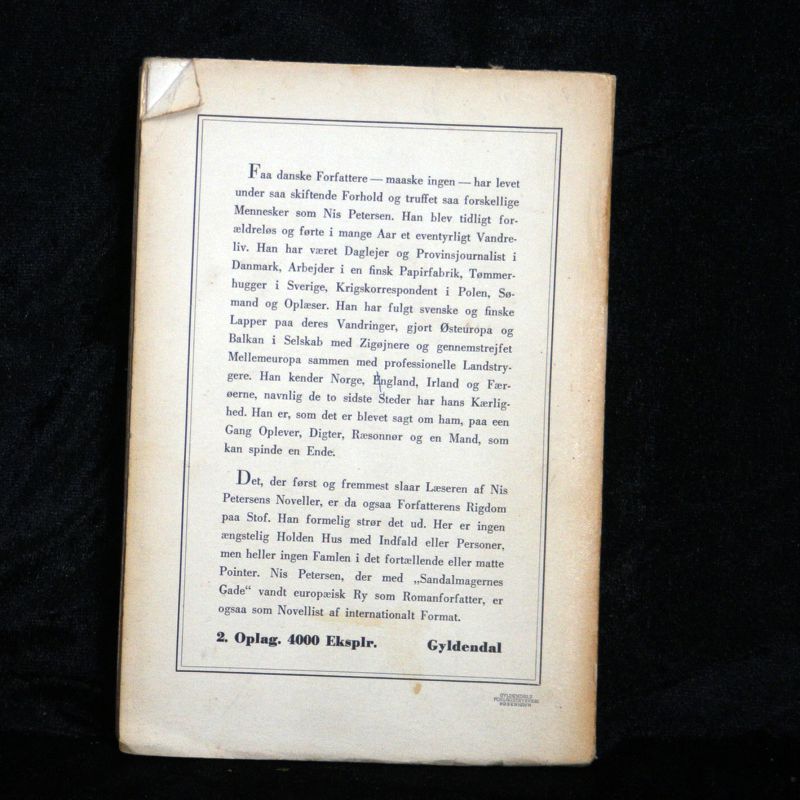 Faa danske Forfattere — maaske ingen — har levet
under saa skiftende Forhold og truffet saa forskellige
Mennesker som Nis Petersen. Han blev tidligt for-
ældreløs og førte i mange Aar et eventyrligt Vandre-
liv. Han har været Daglejer og Provinsjournalist i
Danmark, Arbejder i en finsk Papirfabrik, Tømmer-
hugger i Sverige, Krigskorrespondent i Polen, Sø-
mand og Oplæser. Han har fulgt svenske og finske
Lapper paa deres Vandringer, gjort Østeuropa og
Balkan i Selskab med Zigøjnere og gennemstrejfet
Mellemeuropa sammen med professionelle Landstry-
gere. Han kender Norge, England, Irland og Fær-
øerne, navnlig de to sidste Steder har hans Kærlig-
hed. Han er, som det er blevet sagt om ham, paa een
Gang Oplever, Digter, Ræsonnør og en Mand, som
kan spinde en Ende.
Det, der først og fremmest slaar Læseren af Nis
Petersens Noveller, er da ogsaa Forfatterens Rigdom
paa Stof. Han formelig strør det ud. Her er ingen
ængstelig Holden Hus med Indfald eller Personer,
men heller ingen Famlen i det fortællende eller matte
Pointer. Nis Petersen, der med „Sandalmagernes
Gade“ vandt europæisk Ry som Romanforfatter, er
ogsaa som Novellist af internationalt Format.
2. Oplag. 4000 Eksplr. Gyldendal
GYLDENDALS
FORLAGSTRYKKERI
KØBENHAVN